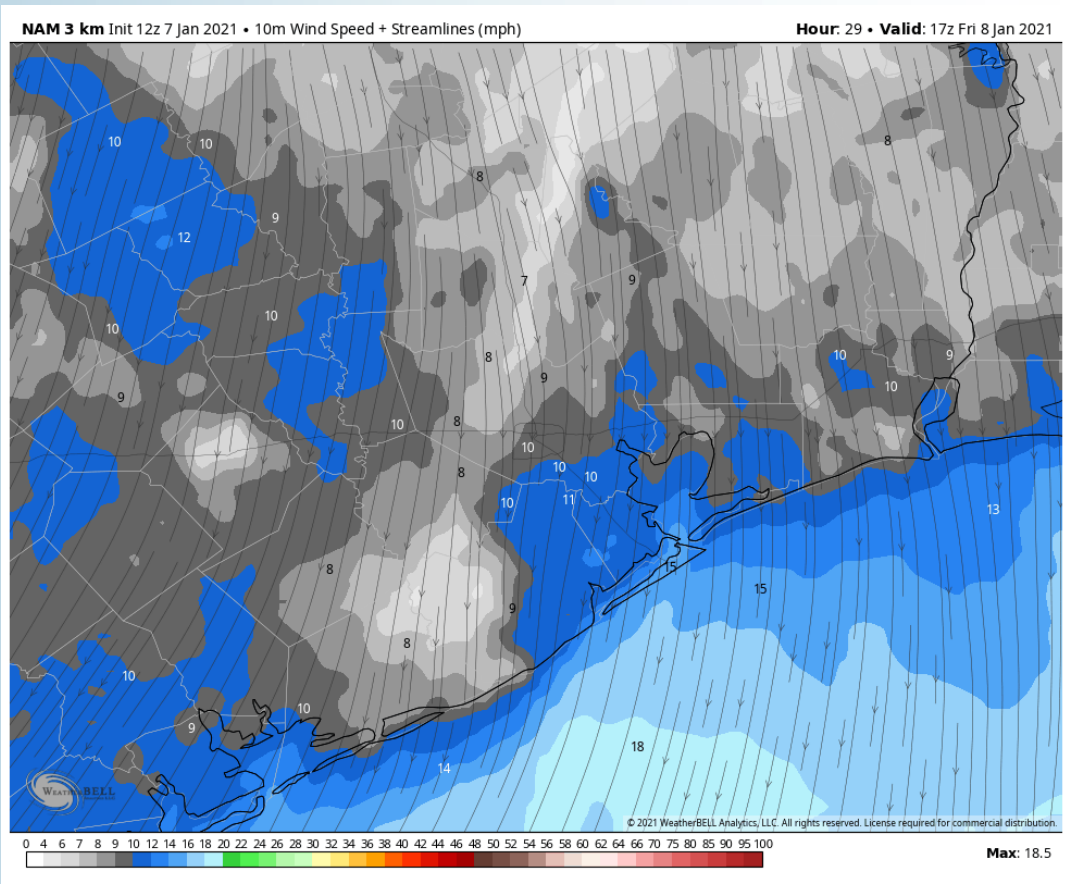 NAM 3 km Init 12z 7 Jan 2021 • 10m Wind Speed + Streamlines (mph) Hour: 29 • Valid: 17z Fri 8 Jan 2021
10 10 8
8
9
12
7 9
10 10
8 10 9
9 10
9
10 8
10
8 10 10
10 11 13
15
8 15
9
8
10
10
9
18
14
WEATHERBELL
© 2021 WeatherBELL Analytics, LLC. All rights reserved. License required for commercial distribution.
0 4 6 7 8 9 10 12 14 16 18 20 22 24 26 28 30 32 34 36 38 40 42 44 46 48 50 52 54 56 58 60 62 64 66 70 75 80 85 90 95 100
Max: 18.5